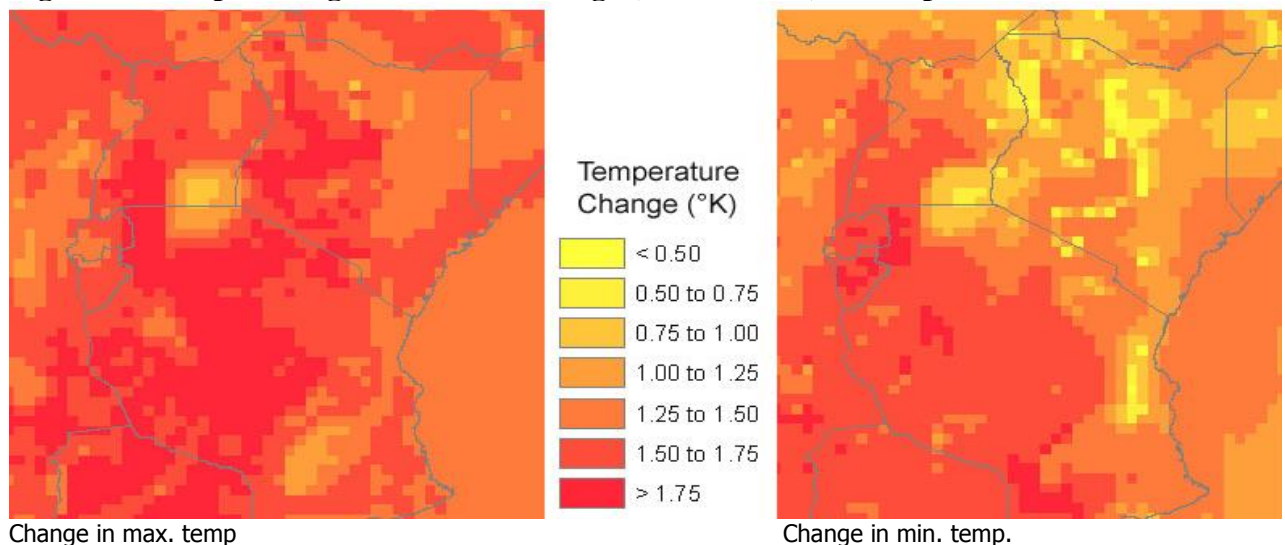 Temperature
Change (°K)
< 0.50
0.50 to 0.75
0.75 to 1.00
1.00 to 1.25
1.25 to 1.50
1.50 to 1.75
> 1.75
Change in max. temp
Change in min. temp.